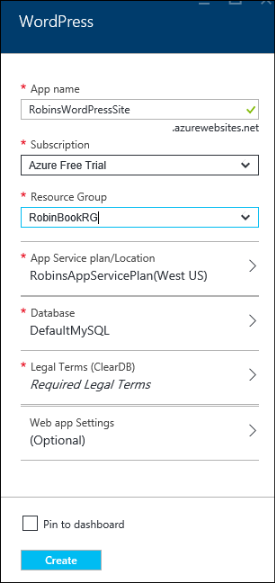 WordPress
* App name
RobinsWordPressSite
.azurewebsites.net
* Subscription
Azure Free Trial
* Resource Group
RobinBookRG
* App Service plan/Location
RobinsAppServicePlan(West US)
* Database
DefaultMySQL
* Legal Terms (ClearDB)
Required Legal Terms
Web app Settings
(Optional)
Pin to dashboard
Create